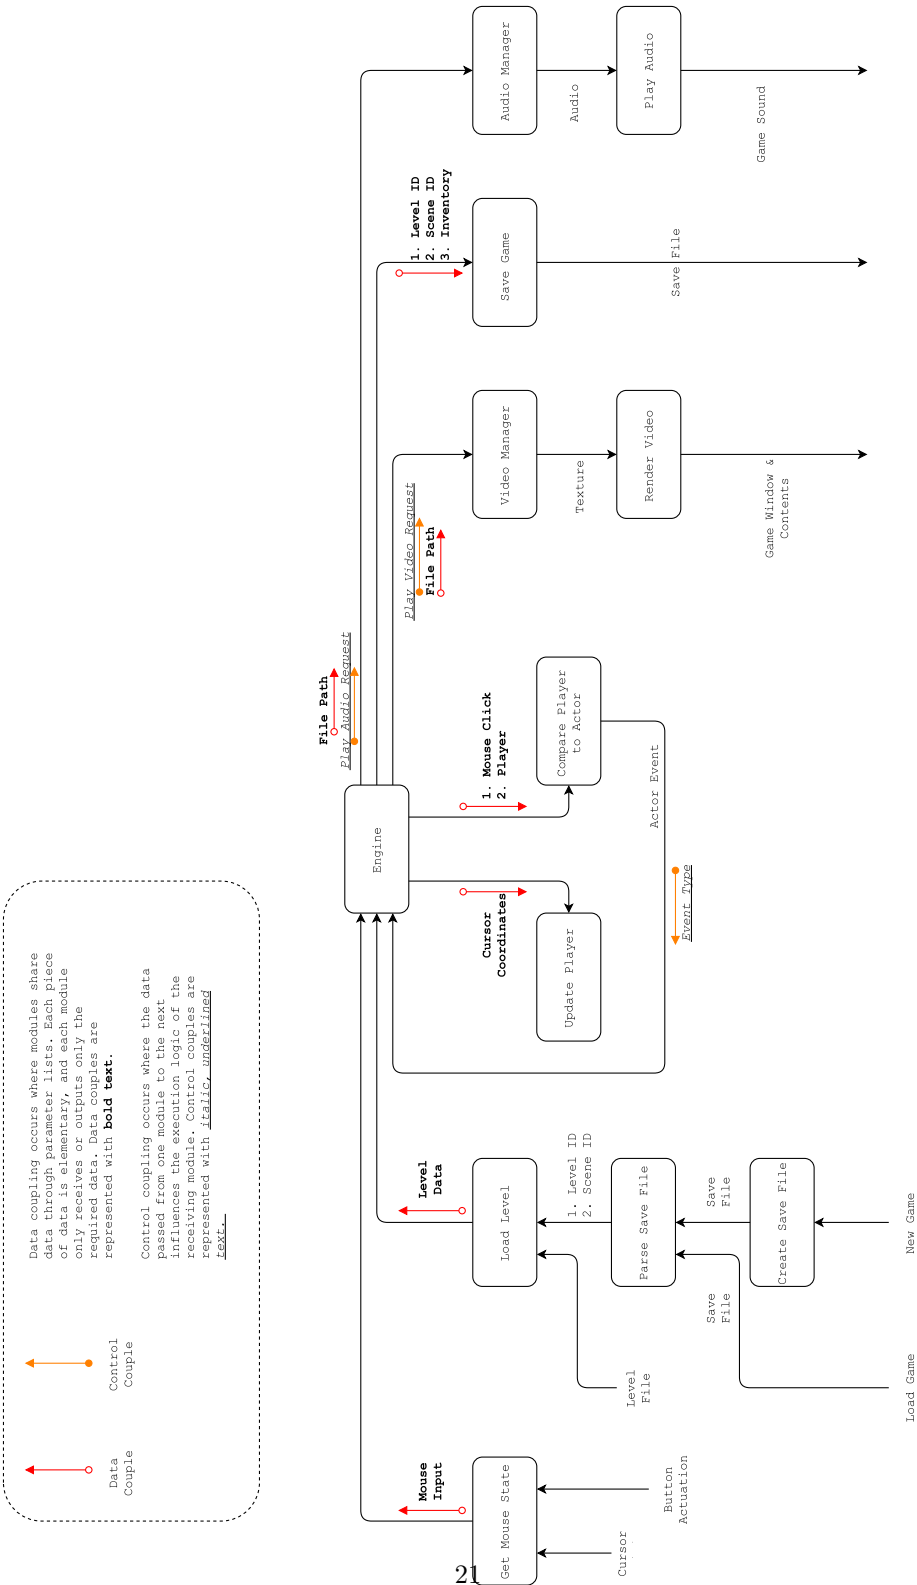 Data
Couple
Control
Couple
Data coupling occurs where modules share
data through parameter lists. Each piece
of data is elementary, and each module
only receives or outputs only the
required data. Data couples are
represented with bold text.
Control coupling occurs where the data
passed from one module to the next
influences the execution logic of the
receiving module. Control couples are
represented with italic, underlined
text.
Mouse
Input
Get Mouse State
Cursor
Button
Actuation
Level
Data
Load Level
Level
File
1. Level ID
2. Scene ID
Parse Save File
Save
File
Save
File
Create Save File
Load Game
New Game
Engine
Cursor
Coordinates
Update Player
1. Mouse Click
2. Player
Compare Player
to Actor
Actor Event
Event Type
File Path
Play Audio Request
Play Video Request
File Path
Video Manager
Texture
Render Video
Game Window &
Contents
1. Level ID
2. Scene ID
3. Inventory
Save Game
Save File
Audio Manager
Audio
Play Audio
Game Sound
21